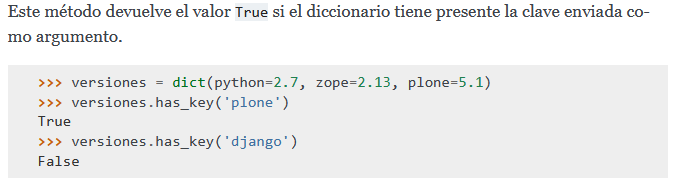 Este método devuelve el valor True si el diccionario tiene presente la clave enviada co-
mo argumento.
>>> versiones = dict(python=2.7, zope=2.13, plone=5.1)
>>> versiones.has_key('plone')
True
>>> versiones.has_key('django')
False